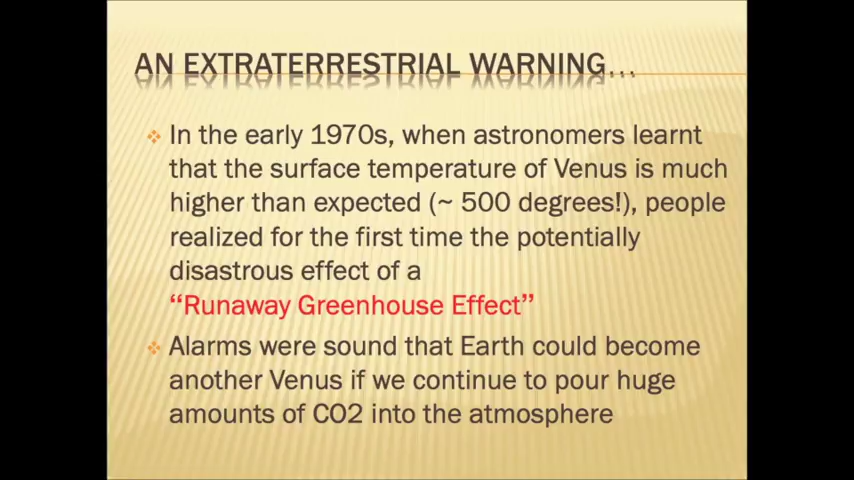 AN EXTRATERRESTRIAL WARNING...
In the early 1970s, when astronomers learnt
that the surface temperature of Venus is much
higher than expected (~ 500 degrees!), people
realized for the first time the potentially
disastrous effect of a
“Runaway Greenhouse Effect”
Alarms were sound that Earth could become
another Venus if we continue to pour huge
amounts of CO2 into the atmosphere